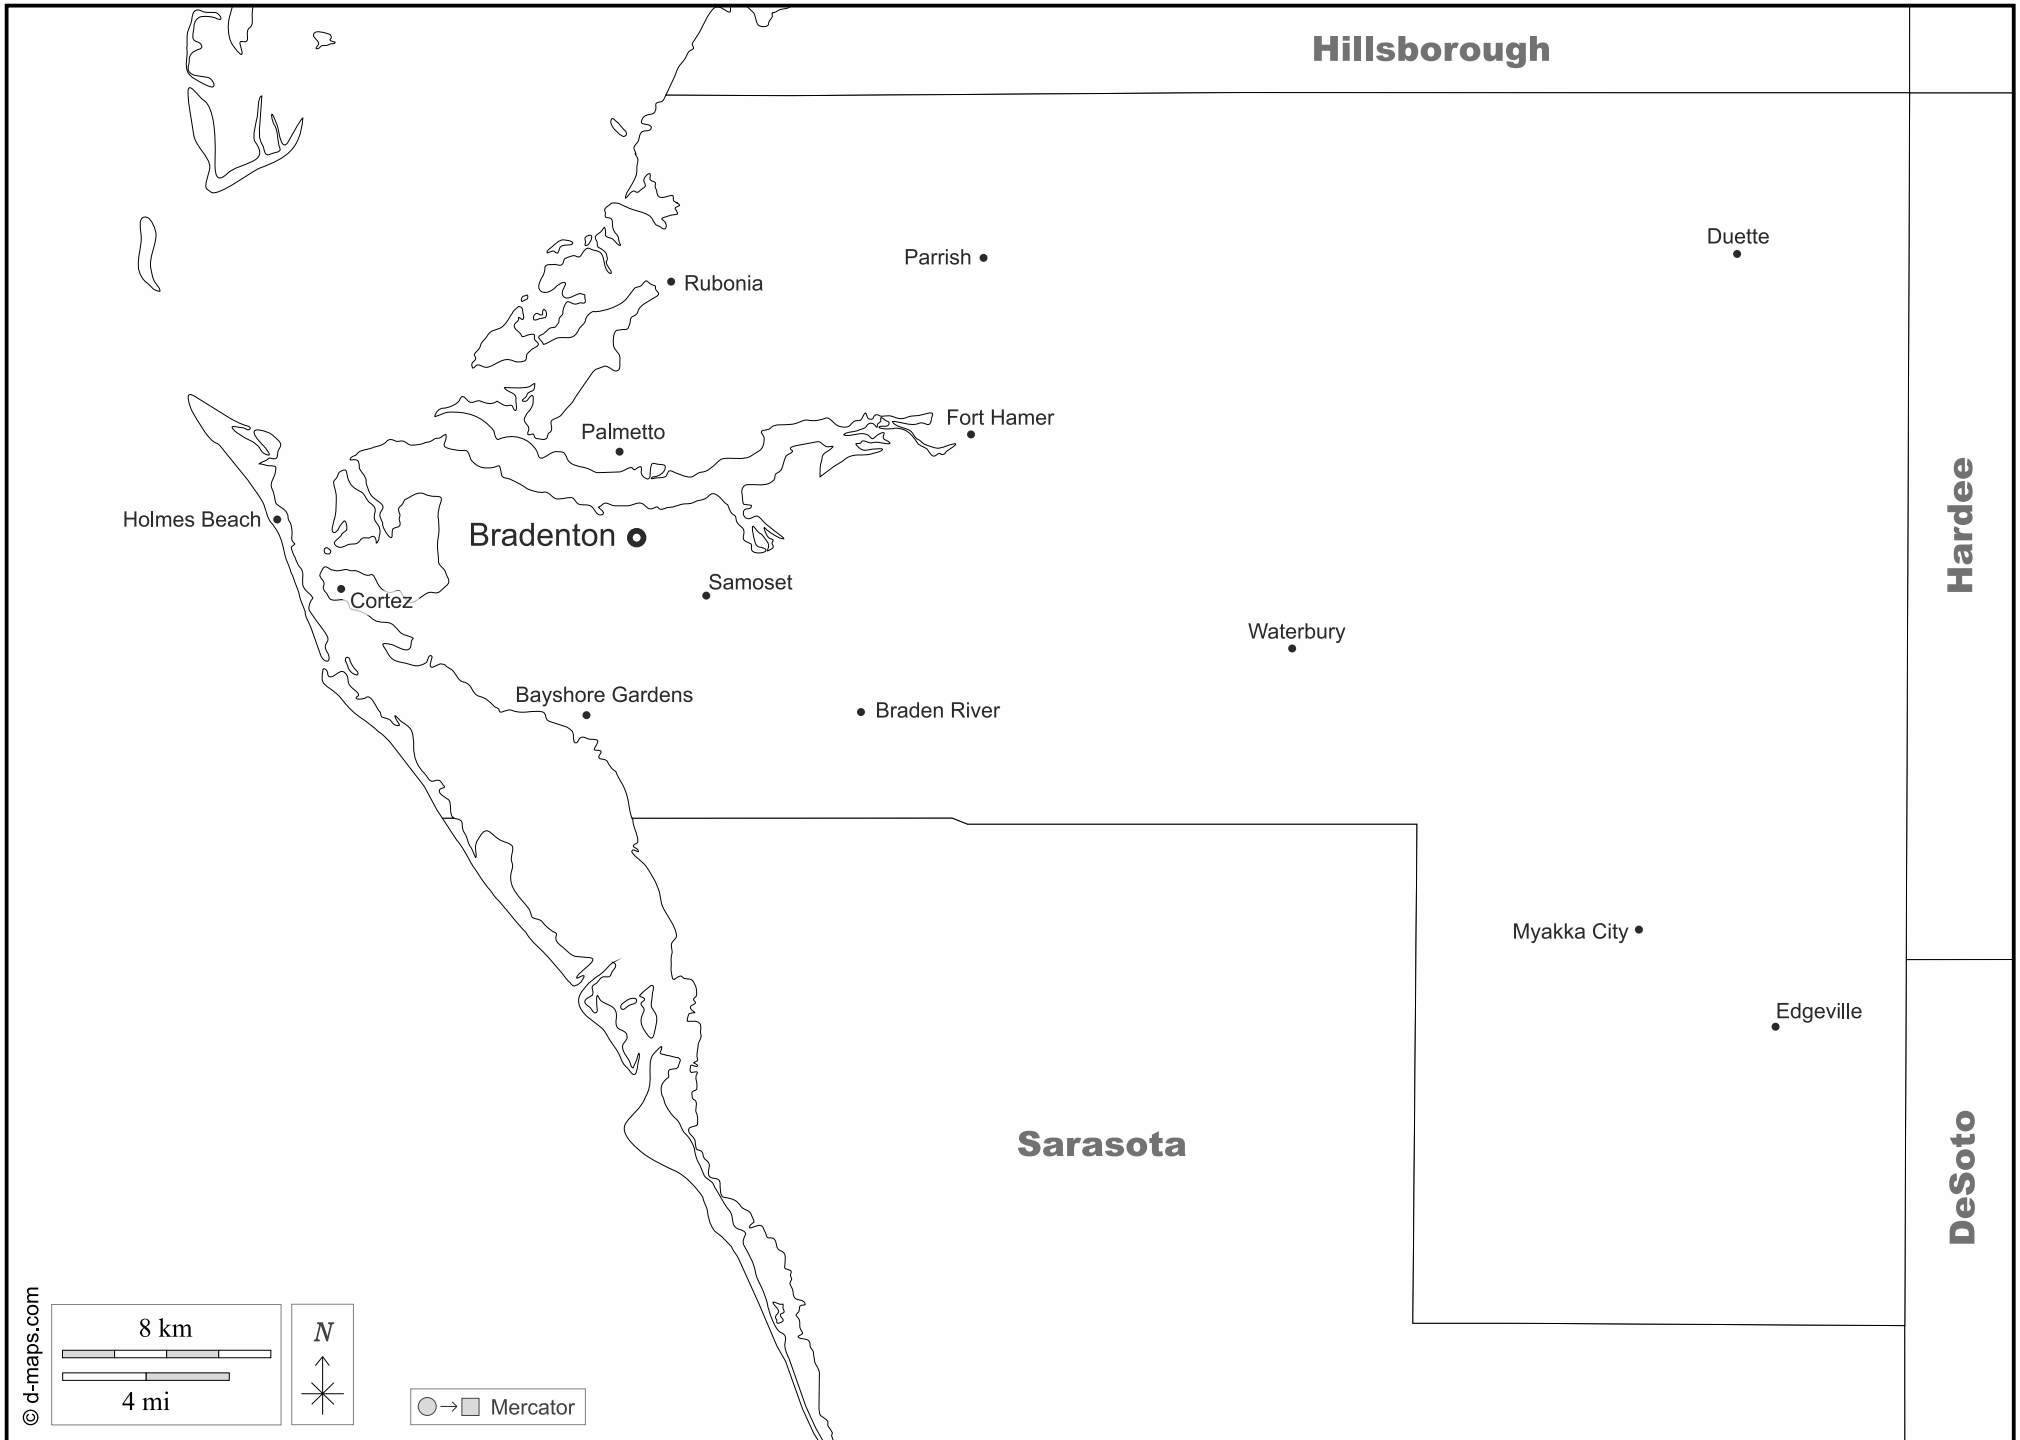 Hillsborough
Duette
Parrish
Rubonia
Fort Hamer
Palmetto
Hardee
Holmes Beach
Bradenton
Samoset
Cortez
Waterbury
Bayshore Gardens
Braden River
Myakka City
Edgeville
Sarasota
DeSoto
© d-maps.com
8 km
4 mi
N
Mercator